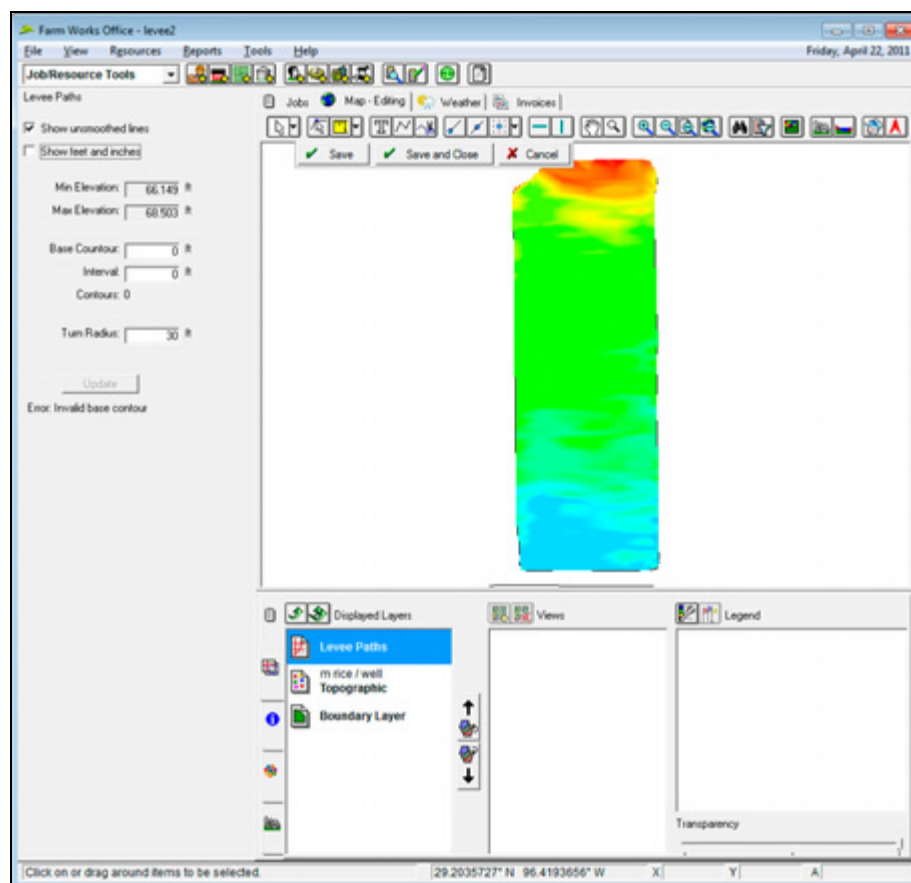 Farm Works Office - levee2
File View Resources Reports Tools Help Friday, April 22, 2011
Job/Resource Tools
Levee Paths
Jobs Map - Editing Weather Invoices
Show unsmoothed lines
Show feet and inches
Save Save and Close Cancel
Min Elevation: 66.149 ft
Max Elevation: 68.503 ft
Base Countour: 0 ft
Interval: 0 ft
Contours: 0
Turn Radius: 30 ft
Update
Error: Invalid base contour
Displayed Layers Views Legend
Levee Paths
m rice / well
Topographic
Boundary Layer
Transparency
Click on or drag around items to be selected. 29.2035727° N 96.4193656° W X Y A